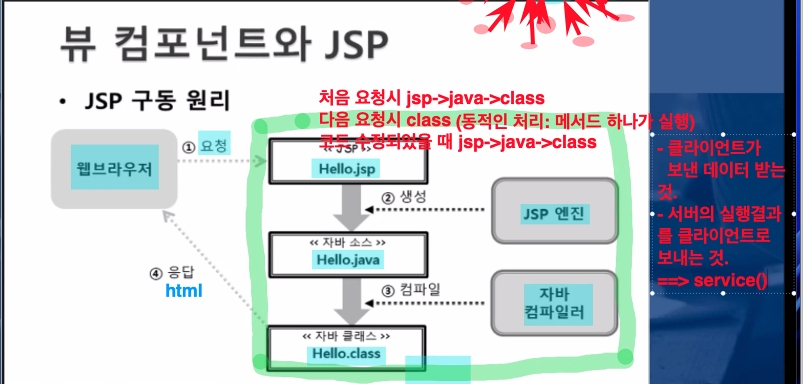 뷰 컴포넌트와 JSP
• JSP 구동 원리
처음 요청시 jsp->java->class
다음 요청시 class (동적인 처리: 메서드 하나가 실행)
코드 수정되었을 때 jsp->java->class
웹브라우저
① 요청
‹‹ JSP ››
Hello.jsp
② 생성
JSP 엔진
‹‹ 자바 소스 ››
Hello.java
④ 응답
html
③ 컴파일
자바
컴파일러
‹‹ 자바 클래스 ››
Hello.class
- 클라이언트가
보낸 데이터 받는
것.
- 서버의 실행결과
를 클라이언트로
보내는 것.
==> service()